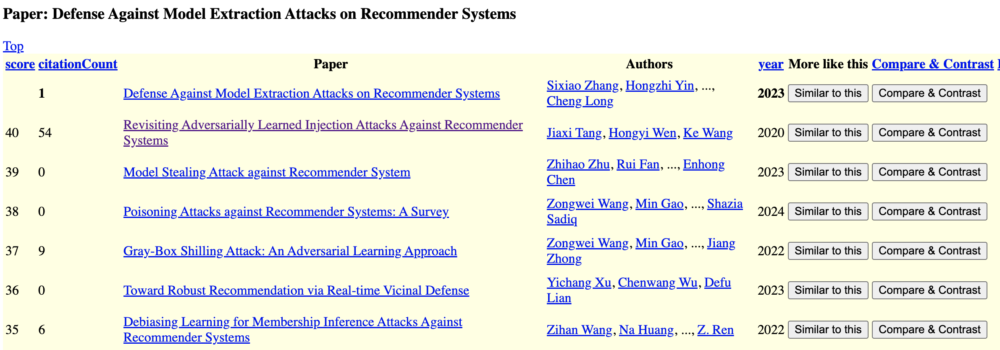 Paper: Defense Against Model Extraction Attacks on Recommender Systems
Top
score citationCount Paper Authors year More like this Compare & Contrast
1 Defense Against Model Extraction Attacks on Recommender Systems Sixiao Zhang, Hongzhi Yin, ..., Cheng Long 2023 Similar to this Compare & Contrast
40 54 Revisiting Adversarially Learned Injection Attacks Against Recommender Systems Jiaxi Tang, Hongyi Wen, Ke Wang 2020 Similar to this Compare & Contrast
39 0 Model Stealing Attack against Recommender System Zhihao Zhu, Rui Fan, ..., Enhong Chen 2023 Similar to this Compare & Contrast
38 0 Poisoning Attacks against Recommender Systems: A Survey Zongwei Wang, Min Gao, ..., Shazia Sadiq 2024 Similar to this Compare & Contrast
37 9 Gray-Box Shilling Attack: An Adversarial Learning Approach Zongwei Wang, Min Gao, ..., Jiang Zhong 2022 Similar to this Compare & Contrast
36 0 Toward Robust Recommendation via Real-time Vicinal Defense Yichang Xu, Chenwang Wu, Defu Lian 2023 Similar to this Compare & Contrast
35 6 Debiasing Learning for Membership Inference Attacks Against Recommender Systems Zihan Wang, Na Huang, ..., Z. Ren 2022 Similar to this Compare & Contrast